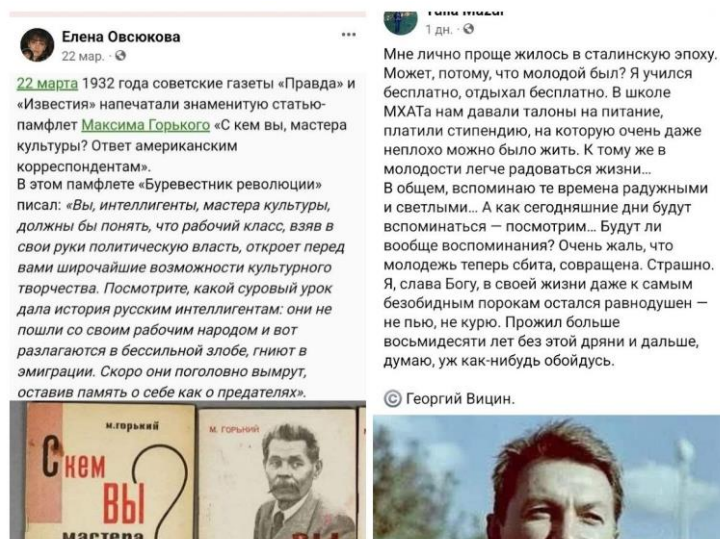 Елена Овсюкова
22 мар.
22 марта 1932 года советские газеты «Правда» и
«Известия» напечатали знаменитую статью-
памфлет Максима Горького «С кем вы, мастера
культуры? Ответ американским
корреспондентам».
В этом памфлете «Буревестник революции»
писал: «Вы, интеллигенты, мастера культуры,
должны бы понять, что рабочий класс, взяв в
свои руки политическую власть, откроет перед
вами широчайшие возможности культурного
творчества. Посмотрите, какой суровый урок
дала история русским интеллигентам: они не
пошли со своим рабочим народом и вот
разлагаются в бессильной злобе, гниют в
эмиграции. Скоро они поголовно вымрут,
оставив память о себе как о предателях».
м.горький
С кем
ВЫ
мастера
М. ГОРЬКИЙ
ВЫ
1 дн.
Мне лично проще жилось в сталинскую эпоху.
Может, потому, что молодой был? Я учился
бесплатно, отдыхал бесплатно. В школе
МХАТа нам давали талоны на питание,
платили стипендию, на которую очень даже
неплохо можно было жить. К тому же в
молодости легче радоваться жизни…
В общем, вспоминаю те времена радужными
и светлыми… А как сегодняшние дни будут
вспоминаться — посмотрим… Будут ли
вообще воспоминания? Очень жаль, что
молодежь теперь сбита, совращена. Страшно.
Я, слава Богу, в своей жизни даже к самым
безобидным порокам остался равнодушен —
не пью, не курю. Прожил больше
восьмидесяти лет без этой дряни и дальше,
думаю, уж как-нибудь обойдусь.
© Георгий Вицин.